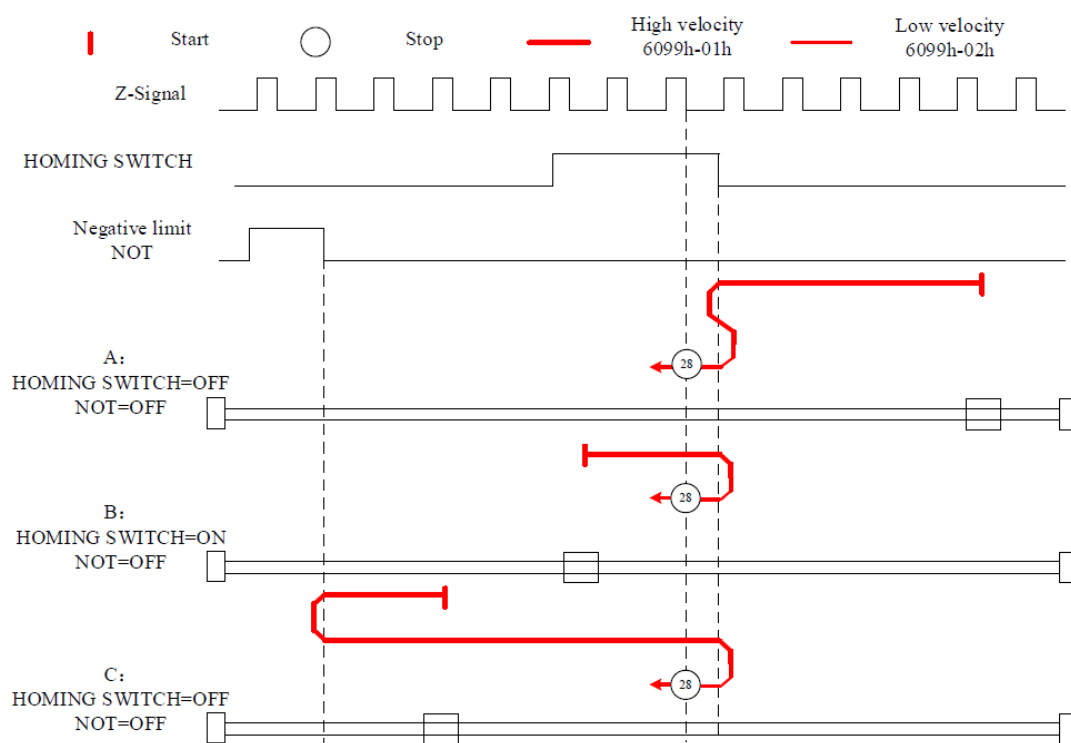 Start
Stop
High velocity
6099h-01h
Low velocity
6099h-02h
Z-Signal
HOMING SWITCH
Negative limit
NOT
28
A：
HOMING SWITCH=OFF
NOT=OFF
28
B：
HOMING SWITCH=ON
NOT=OFF
28
C：
HOMING SWITCH=OFF
NOT=OFF